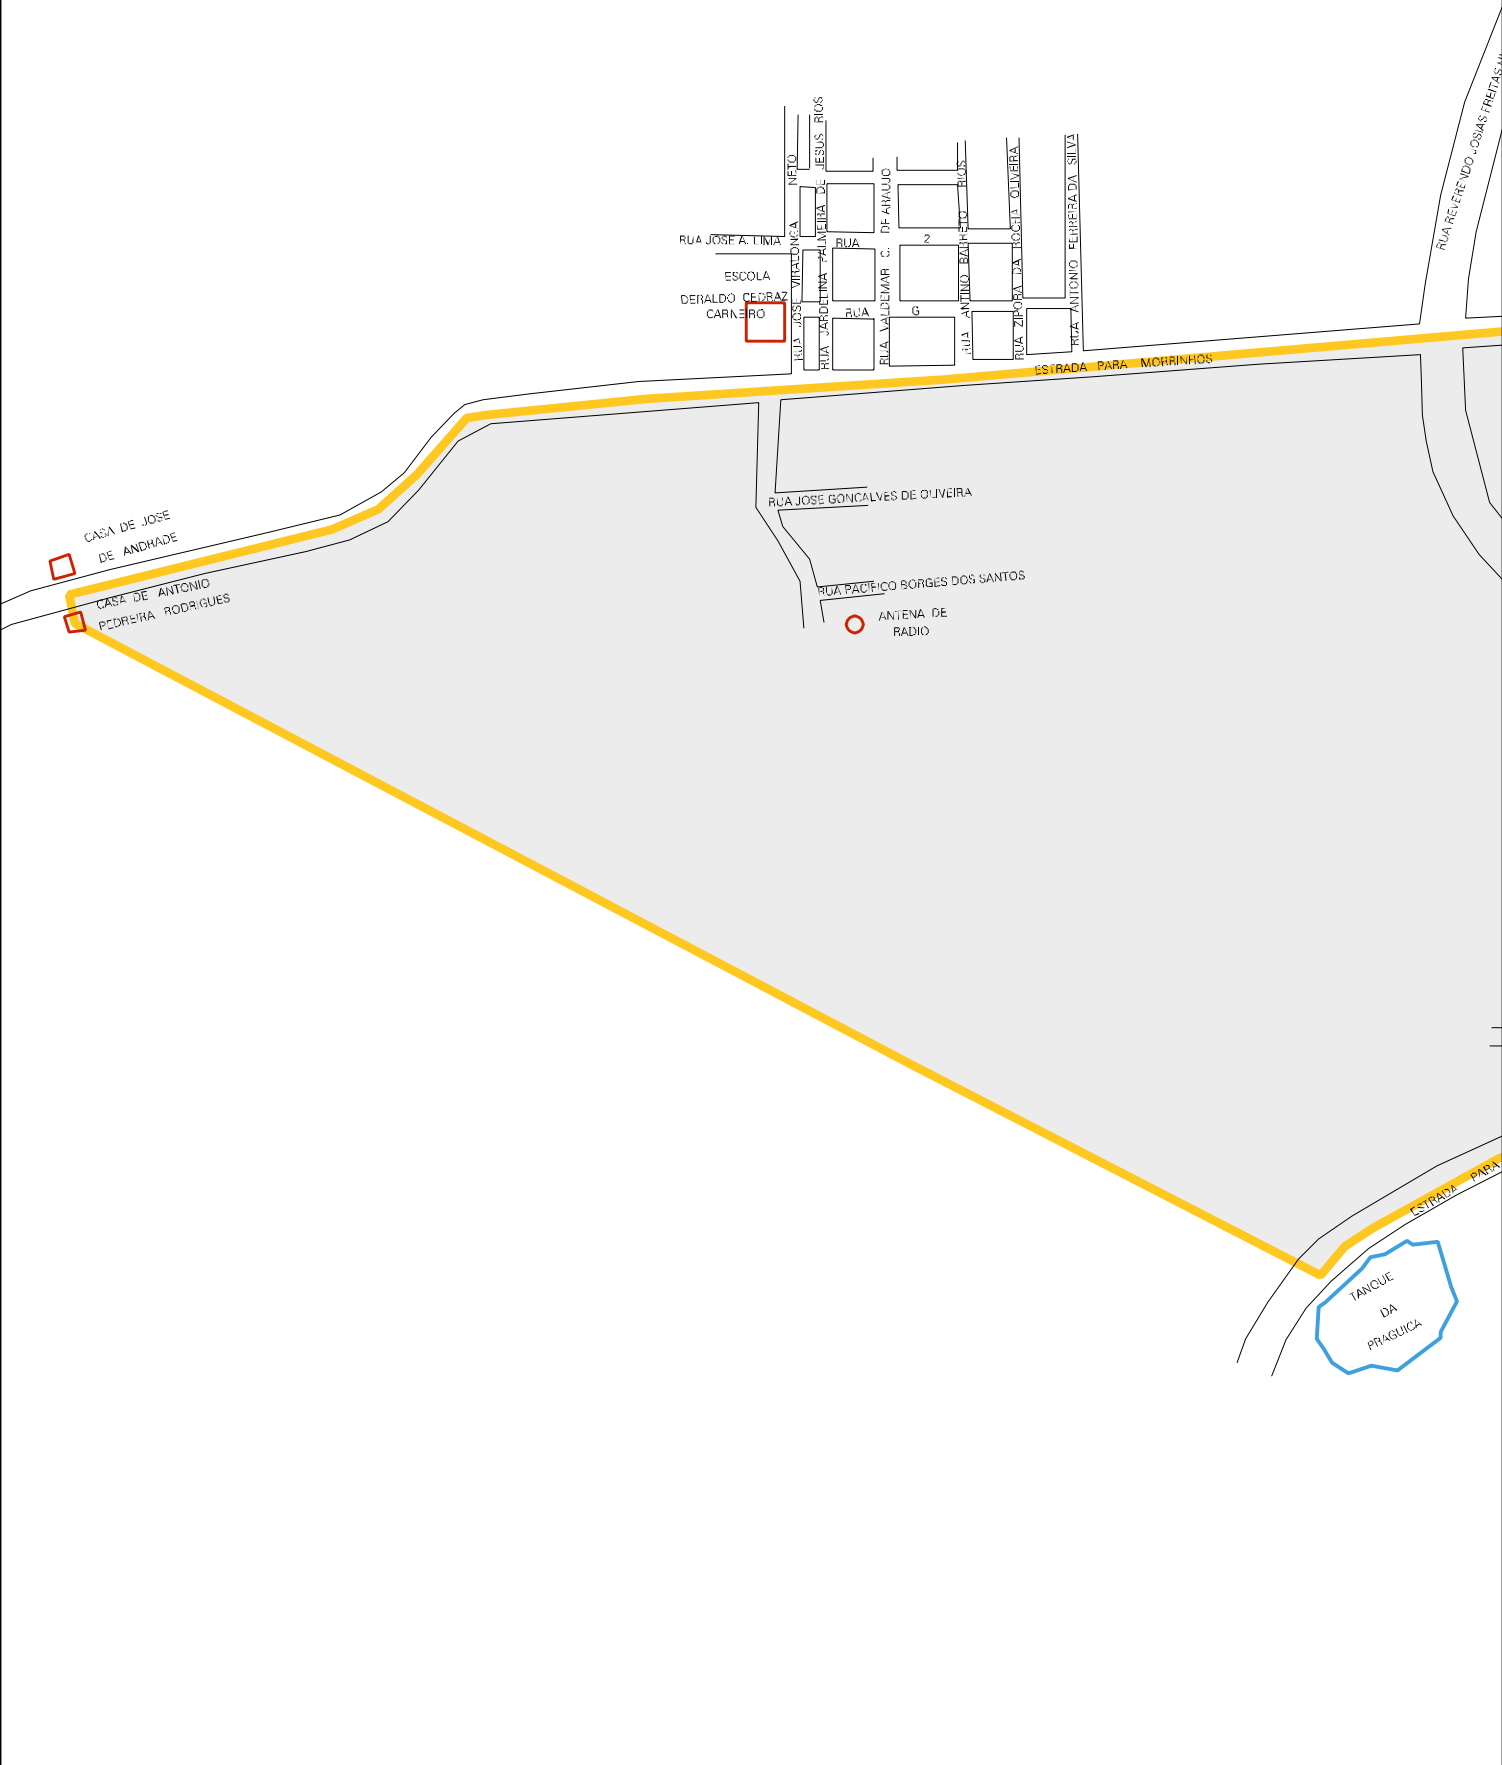 RUA REVERENDO JOSIAS FREITAS
RUA JOSE VIRALONGA NETO
RUA JARDELINA PALMEIRA DE JESUS RIOS
RUA VALDEMAR C. DE ARAUJO
RUA ANTINO BARRETO RIOS
RUA ZIPORA DA ROCHA OLIVEIRA
RUA ANTONIO FERREIRA DA SILVA
RUA JOSE A. LIMA
RUA 2
ESCOLA
DERALDO CEDRAZ
CARNEIRO
RUA G
ESTRADA PARA MORRINHOS
RUA JOSE GONCALVES DE OLIVEIRA
CASA DE JOSE
DE ANDRADE
CASA DE ANTONIO
PEDREIRA RODRIGUES
RUA PACIFICO BORGES DOS SANTOS
ANTENA DE
RADIO
ESTRADA PARA
TANQUE
DA
PRAGUICA